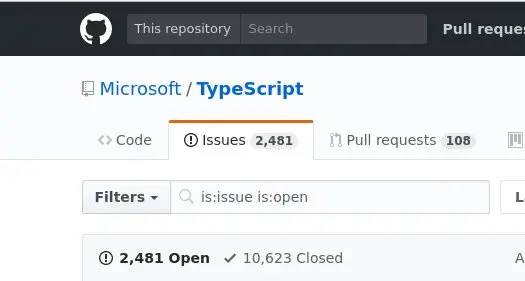 This repository Search Pull reque
Microsoft / TypeScript
Code Issues 2,481 Pull requests 108
Filters is:issue is:open L
2,481 Open 10,623 Closed A